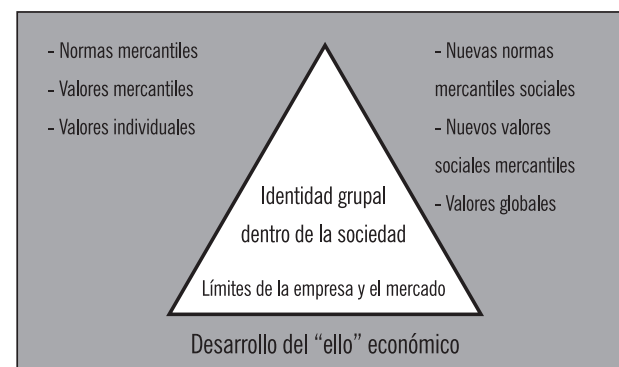 - Normas mercantiles
- Valores mercantiles
- Valores individuales
- Nuevas normas
mercantiles sociales
- Nuevos valores
sociales mercantiles
- Valores globales
Identidad grupal
dentro de la sociedad
Límites de la empresa y el mercado
Desarrollo del “ello” económico